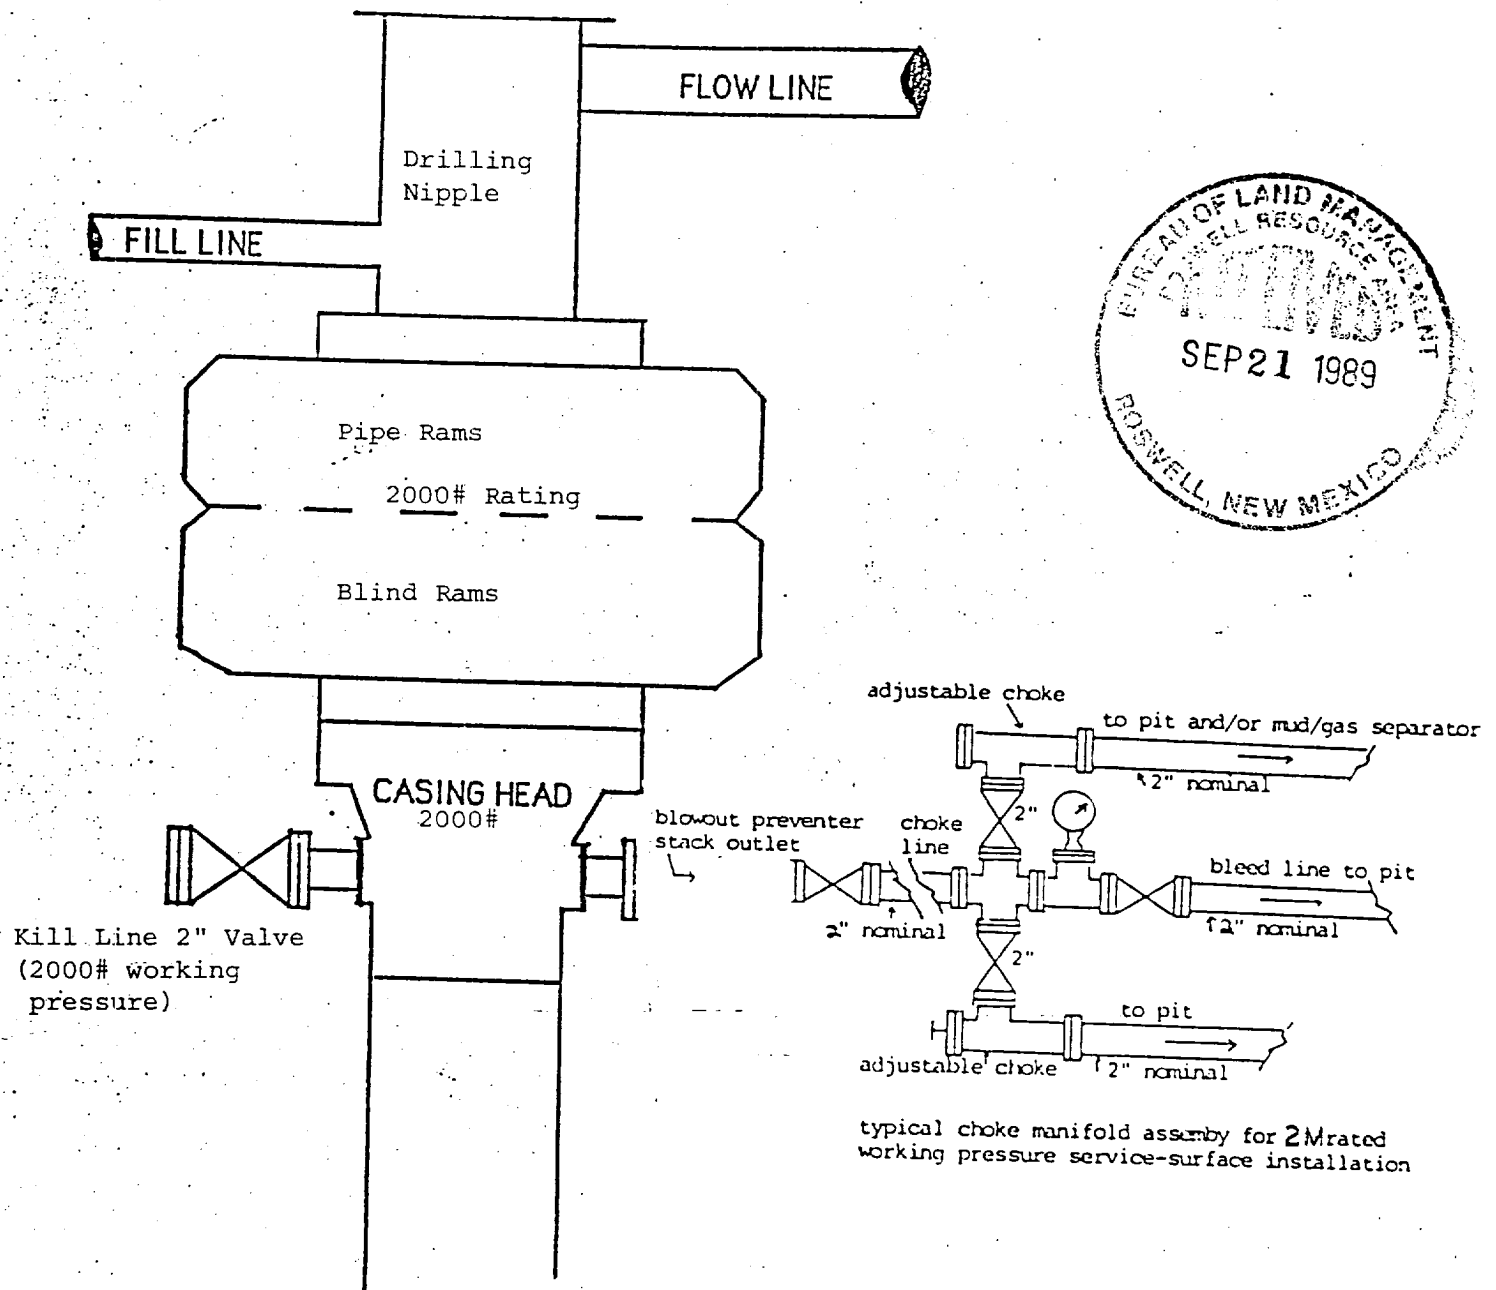 FLOW LINE
Drilling
Nipple
FILL LINE
BUREAU OF LAND MANAGEMENT
ROSWELL RESOURCE AREA
RECEIVED
SEP 21 1989
ROSWELL, NEW MEXICO
Pipe Rams
2000# Rating
Blind Rams
CASING HEAD
2000#
Kill Line 2" Valve
(2000# working
pressure)
adjustable choke
to pit and/or mud/gas separator
2" nominal
2"
blowout preventer
stack outlet
choke
line
bleed line to pit
2" nominal
2" nominal
2"
to pit
adjustable choke
2" nominal
typical choke manifold assemby for 2M rated
working pressure service-surface installation